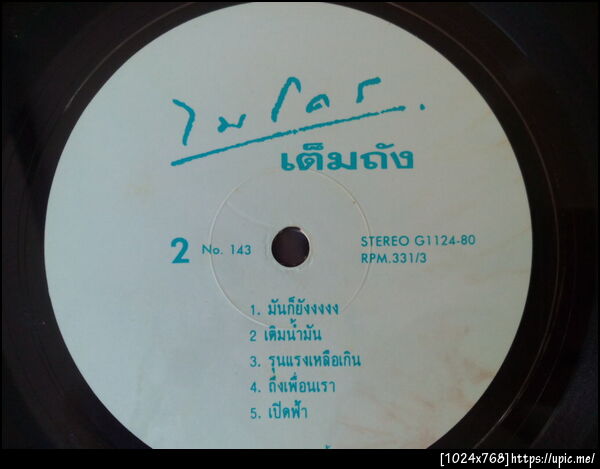 ไมโคร
เต็มถัง
2 No. 143
STEREO G1124-80
RPM.331/3
1. มันก็ยังงงงง
2 เติมน้ำมัน
3. รุนแรงเหลือเกิน
4. ถึงเพื่อนเรา
5. เปิดฟ้า
[1024x768]https://upic.me/